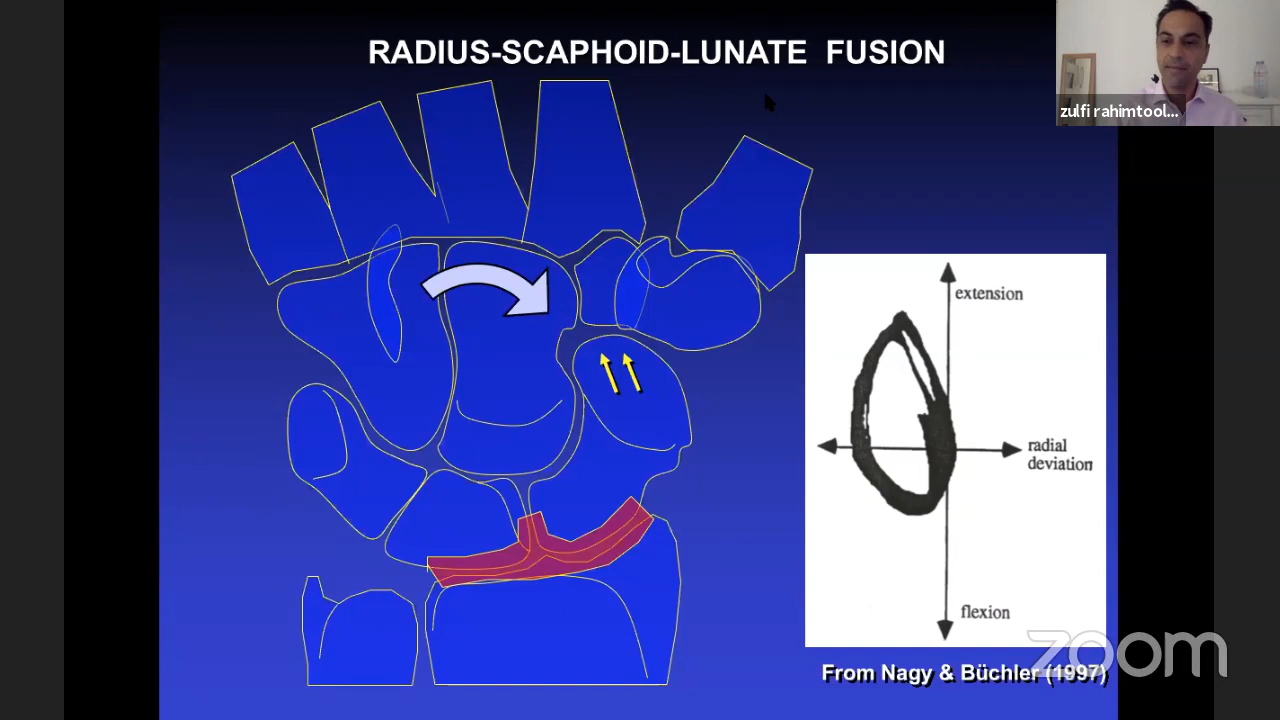 RADIUS-SCAPHOID-LUNATE FUSION
zulfi rahimtool...
extension
radial
deviation
flexion
zoom
From Nagy & Büchler (1997)